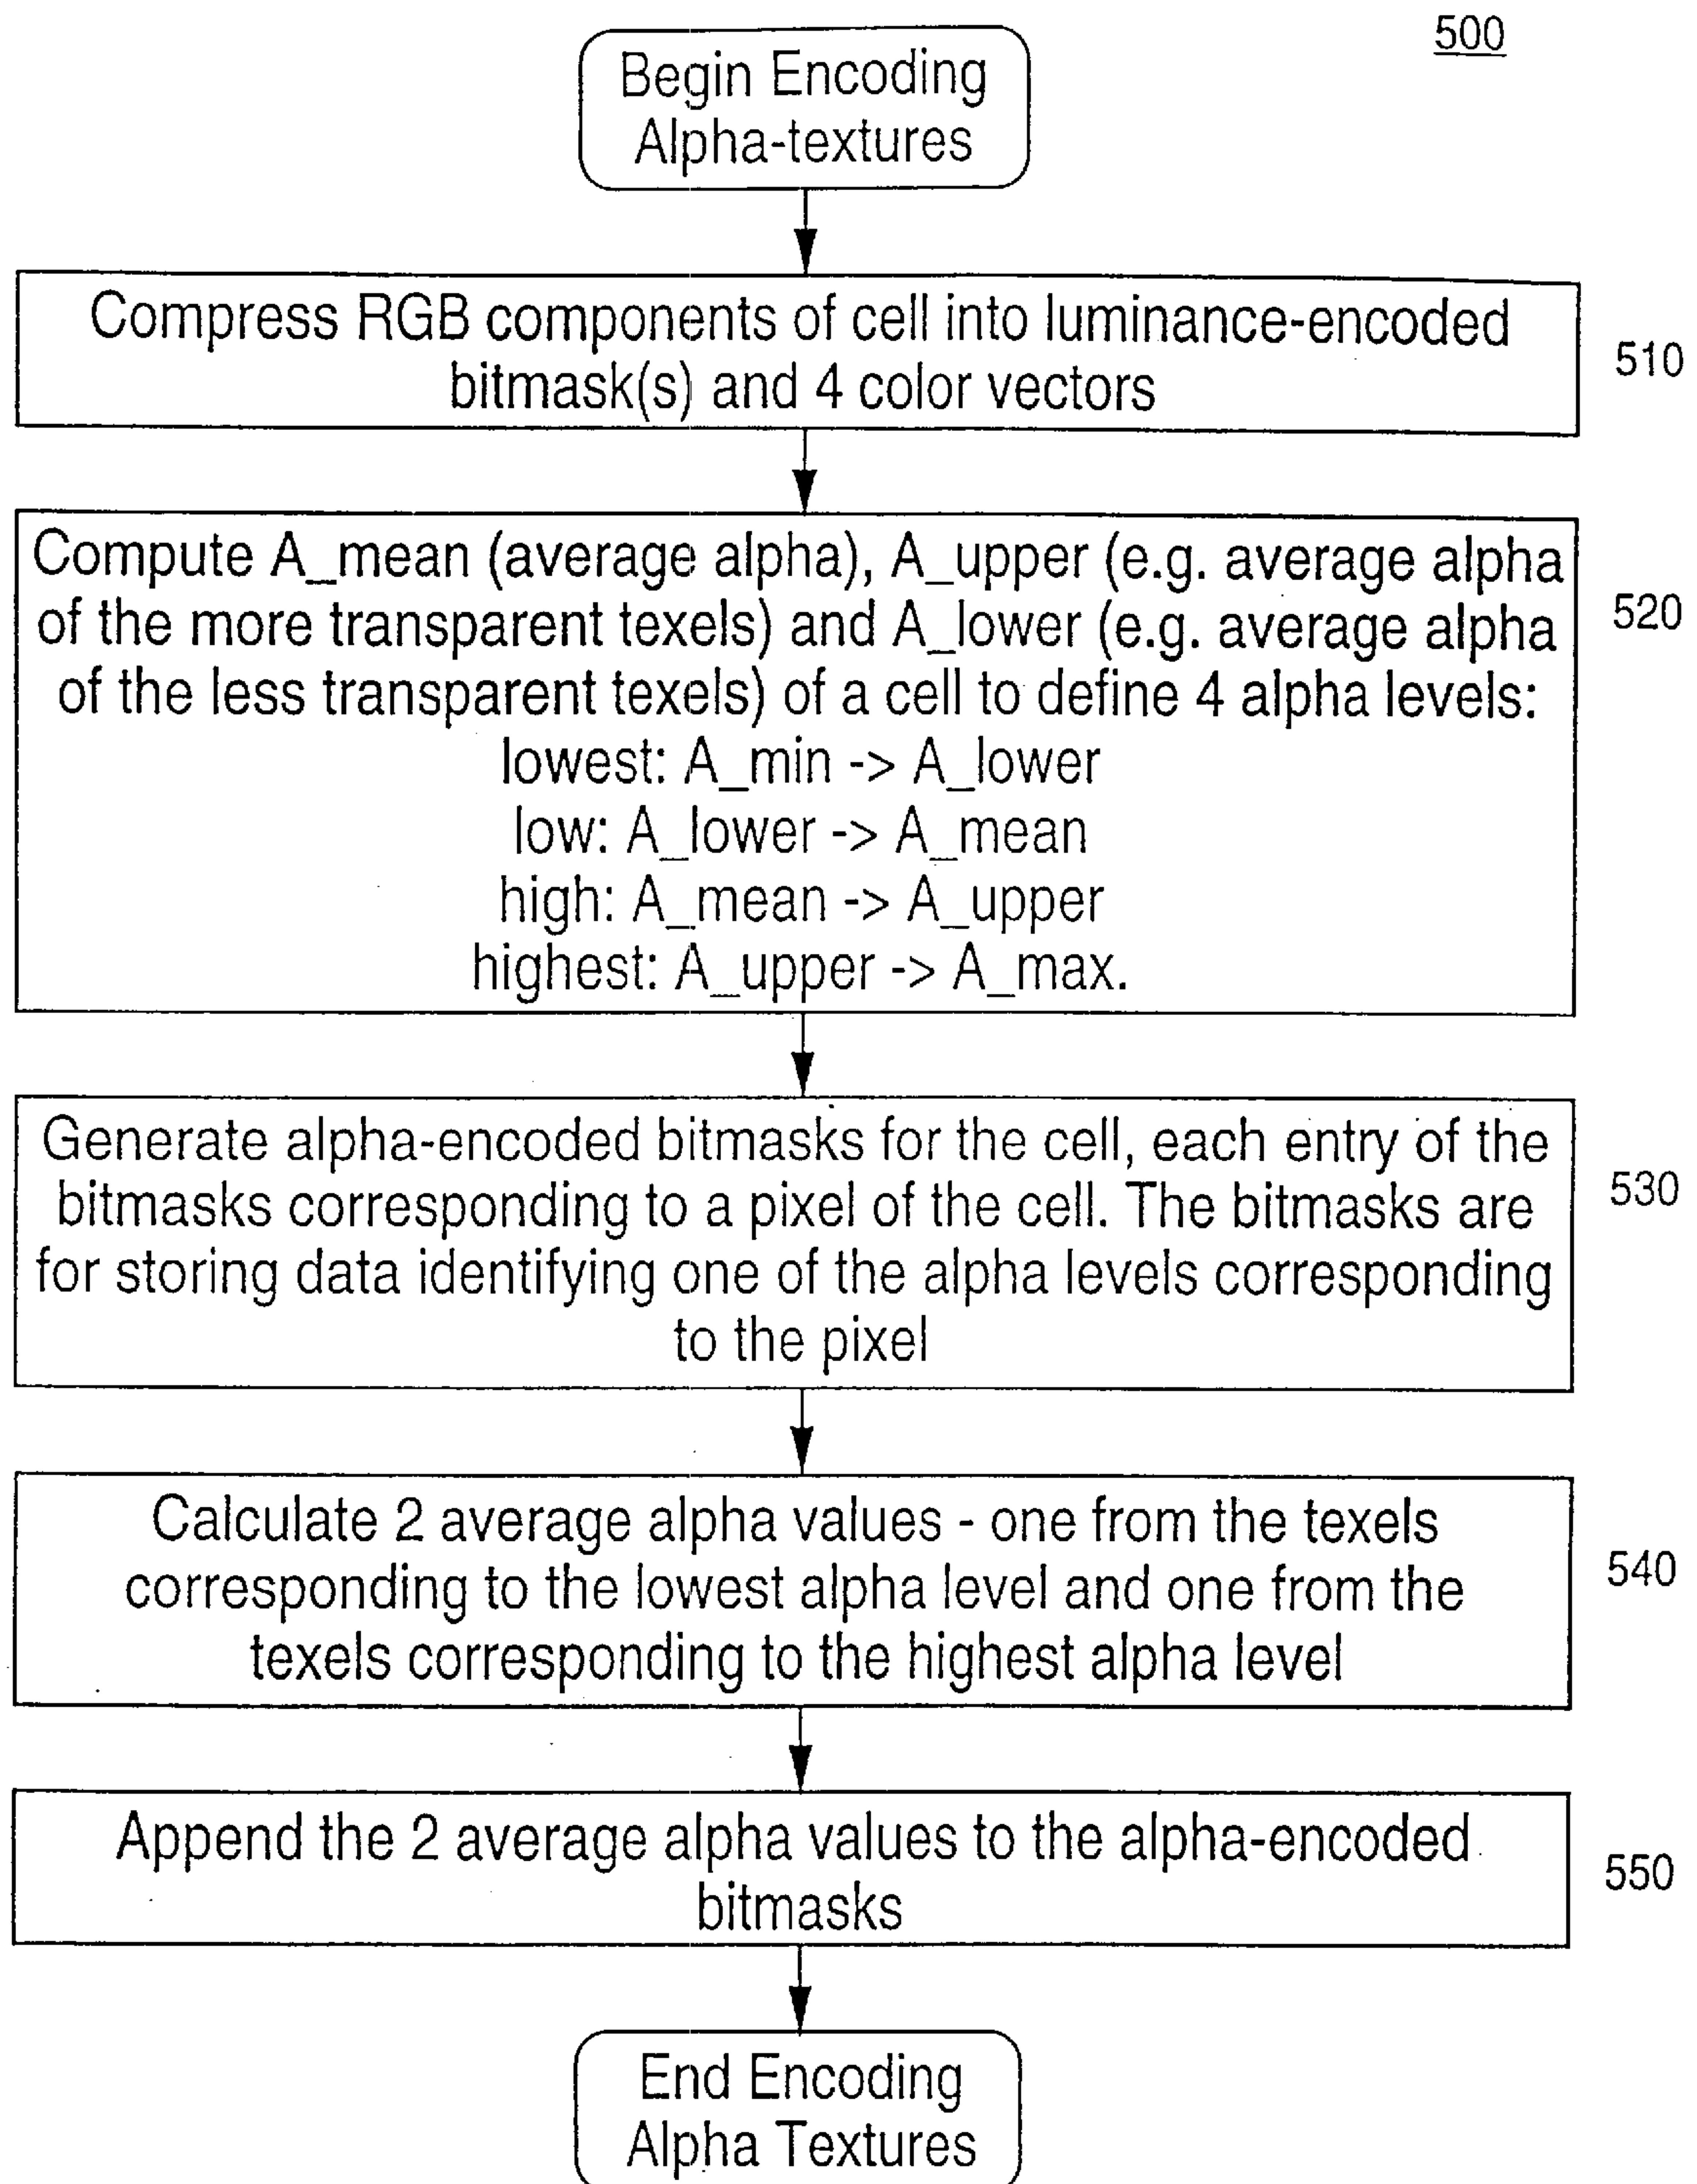 500
Begin Encoding
Alpha-textures
Compress RGB components of cell into luminance-encoded
bitmask(s) and 4 color vectors
510
Compute A_mean (average alpha), A_upper (e.g. average alpha
of the more transparent texels) and A_lower (e.g. average alpha
of the less transparent texels) of a cell to define 4 alpha levels:
lowest: A_min -> A_lower
low: A_lower -> A_mean
high: A_mean -> A_upper
highest: A_upper -> A_max.
520
Generate alpha-encoded bitmasks for the cell, each entry of the
bitmasks corresponding to a pixel of the cell. The bitmasks are
for storing data identifying one of the alpha levels corresponding
to the pixel
530
Calculate 2 average alpha values - one from the texels
corresponding to the lowest alpha level and one from the
texels corresponding to the highest alpha level
540
Append the 2 average alpha values to the alpha-encoded
bitmasks
550
End Encoding
Alpha Textures